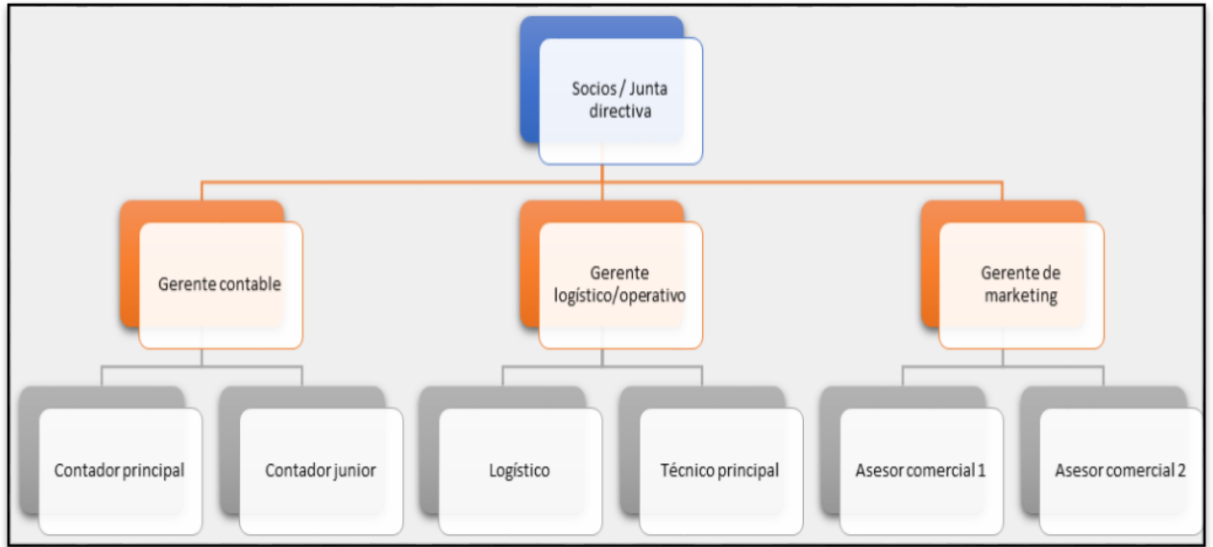 Socios / Junta
directiva
Gerente contable
Gerente
logístico/operativo
Gerente de
marketing
Contador principal
Contador junior
Logístico
Técnico principal
Asesor comercial 1
Asesor comercial 2